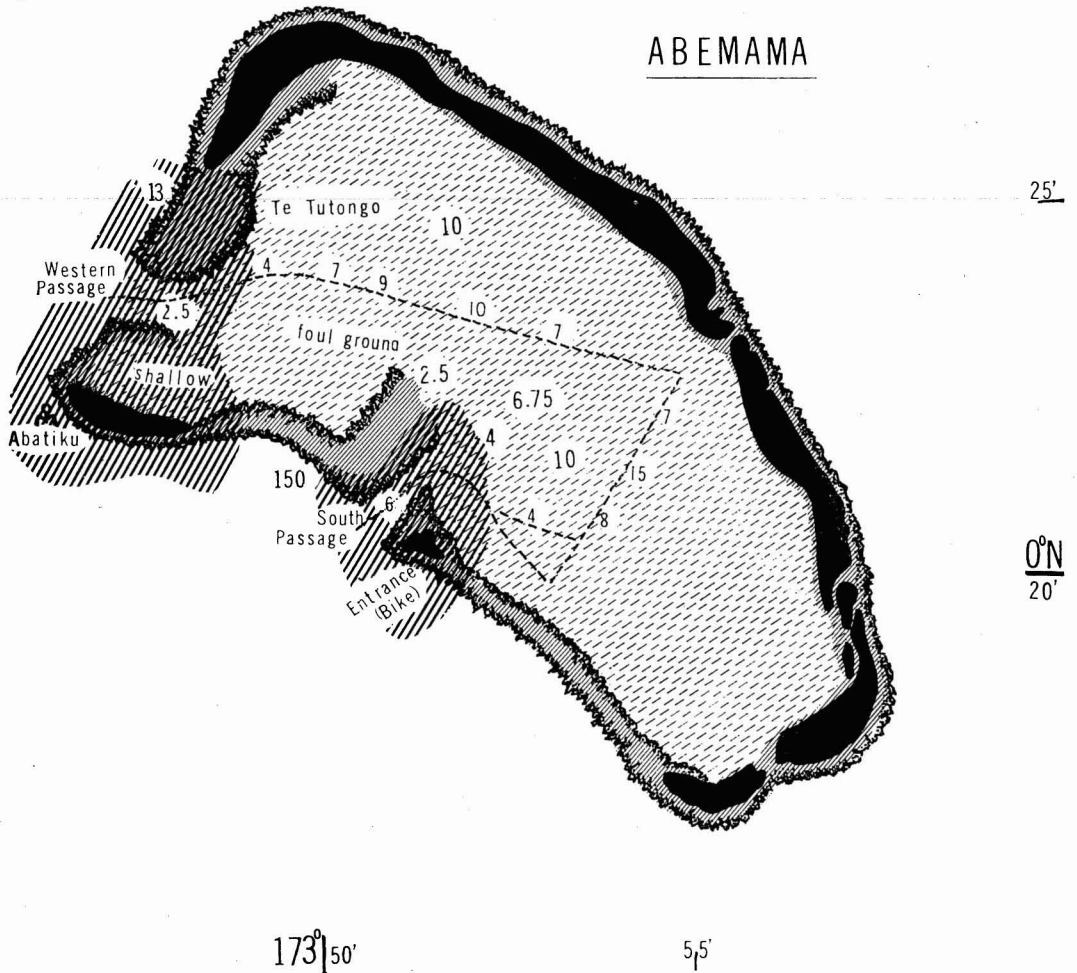 ABEMAMA
25'
13
Te Tutongo
10
Western
Passage
4
7
9
10
7
2.5
foul ground
shallow
2.5
6.75
7
Abatiku
4
10
15
150
6
South
Passage
4
8
Entrance
(Bike)
0°N
20'
173° 50'
5,5'